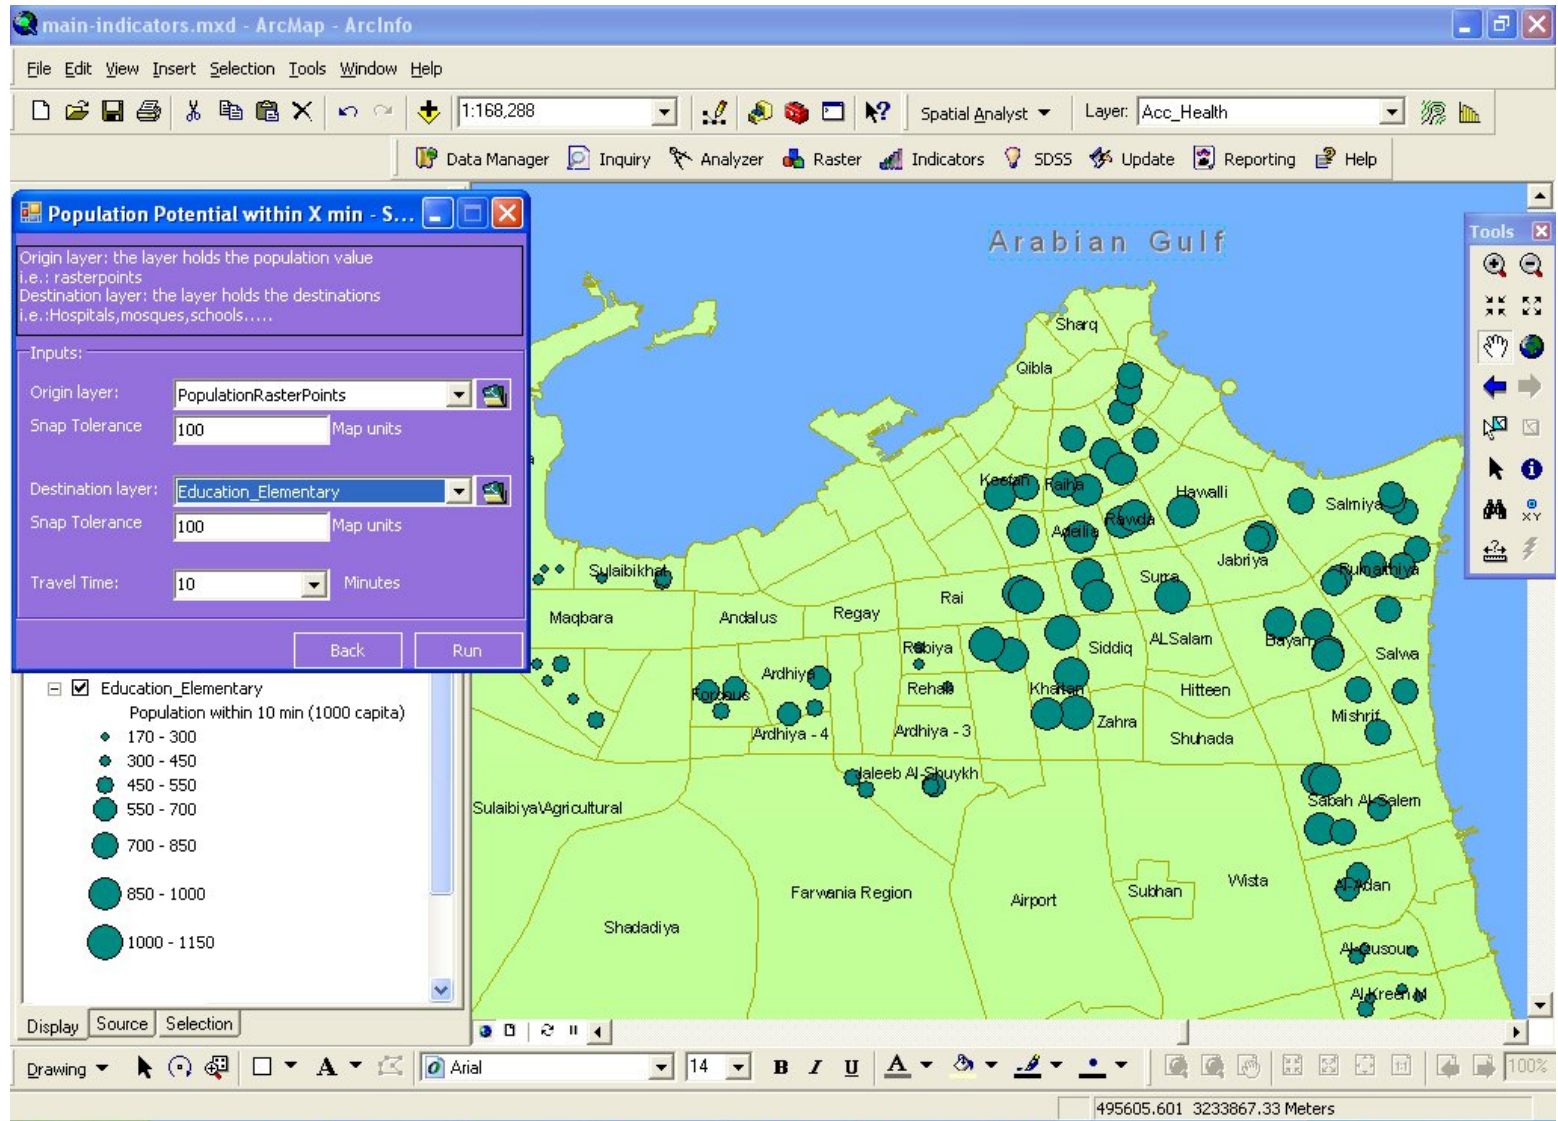 main-indicators.mxd - ArcMap - ArcInfo
File Edit View Insert Selection Tools Window Help
1:168,288
Spatial Analyst
Layer: Acc_Health
Data Manager Inquiry Analyzer Raster Indicators SDSS Update Reporting Help
Population Potential within X min - S...
Origin layer: the layer holds the population value
i.e.: rasterpoints
Destination layer: the layer holds the destinations
i.e.:Hospitals,mosques,schools.....
Inputs:
Origin layer: PopulationRasterPoints
Snap Tolerance 100 Map units
Destination layer: Education_Elementary
Snap Tolerance 100 Map units
Travel Time: 10 Minutes
Back Run
Education_Elementary
Population within 10 min (1000 capita)
170 - 300
300 - 450
450 - 550
550 - 700
700 - 850
850 - 1000
1000 - 1150
Display Source Selection
Arabian Gulf
Tools
XY
Sharq
Qibla
Keefan Faiha Hawalli
Salmiya
Rawda
Adeilia
Jabriya
Rumaithiya
Sulaibikhat
Surra
Maqbara Andalus Regay Rai
Rabiya
Siddiq ALSalam Bayan
Salwa
Ardhiya
Rehab
Khaitan
Hitteen
Mishrif
Ardhiya - 4
Ardhiya - 3
Zahra
Shuhada
Jaleeb Al-Shuykh
Sulaibiya\Agricultural
Sabah Al-Salem
Farwania Region
Airport
Subhan
Wista
Al-Adan
Shadadiya
Al-Qusour
Al-Kreen M
Drawing A Arial 14 B I U A 1:1 100%
495605.601 3233867.33 Meters